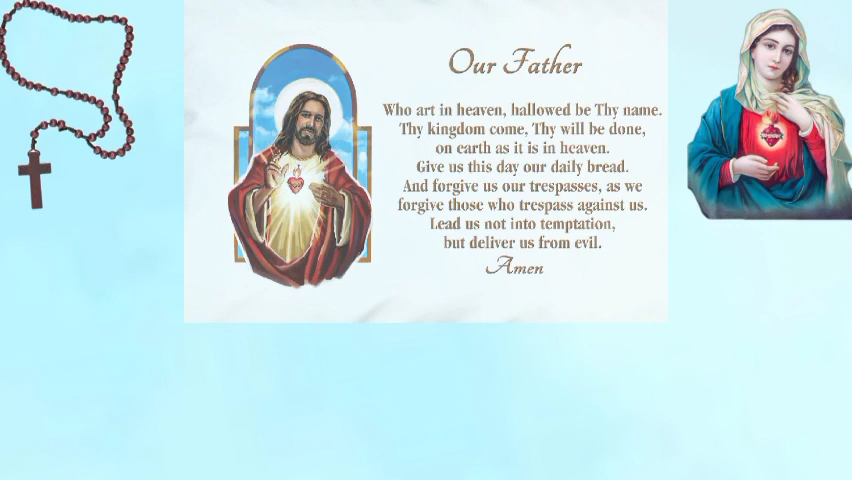 Our Father
Who art in heaven, hallowed be Thy name.
Thy kingdom come, Thy will be done,
on earth as it is in heaven.
Give us this day our daily bread.
And forgive us our trespasses, as we
forgive those who trespass against us.
Lead us not into temptation,
but deliver us from evil.
Amen